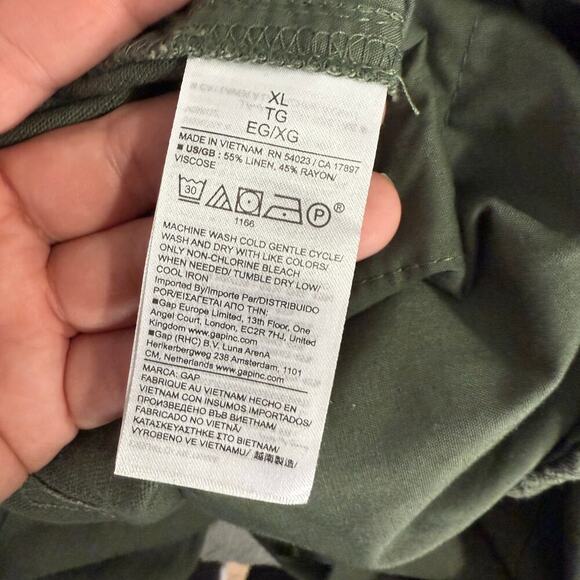 XL
TG
EG/XG
MADE IN VIETNAM RN 54023 / CA 17897
■ US/GB: 55% LINEN, 45% RAYON/
VISCOSE
30
P®
1166
MACHINE WASH COLD GENTLE CYCLE/
WASH AND DRY WITH LIKE COLORS/
ONLY NON-CHLORINE BLEACH
WHEN NEEDED/ TUMBLE DRY LOW/
COOL IRON
Imported By/Importe Par/DISTRIBUIDO
POR/ΕΙΣΑΓΕΤΑΙ ΑΠΟ ΤΗΝ:
■Gap Europe Limited, 13th Floor, One
Angel Court, London, EC2R 7HJ, United
Kingdom www.gapinc.com
■Gap (RHC) B.V. Luna ArenA
Herikerbergweg 238 Amsterdam, 1101
CM, Netherlands www.gapinc.com
MARCA: GAP
FABRIQUE AU VIETNAM/ HECHO EN
VIETNAM CON INSUMOS IMPORTADOS/
ПРОИЗВЕДЕНО ВЬЕТНАМ/
FABRICADO NO VIETNÃ/
ΚΑΤΑΣΚΕΥΑΣΤΗΚΕ ΣΤΟ ΒΙΕΤΝΑΜ/
VYROBENO VE VIETNAMU/ 越南製造/